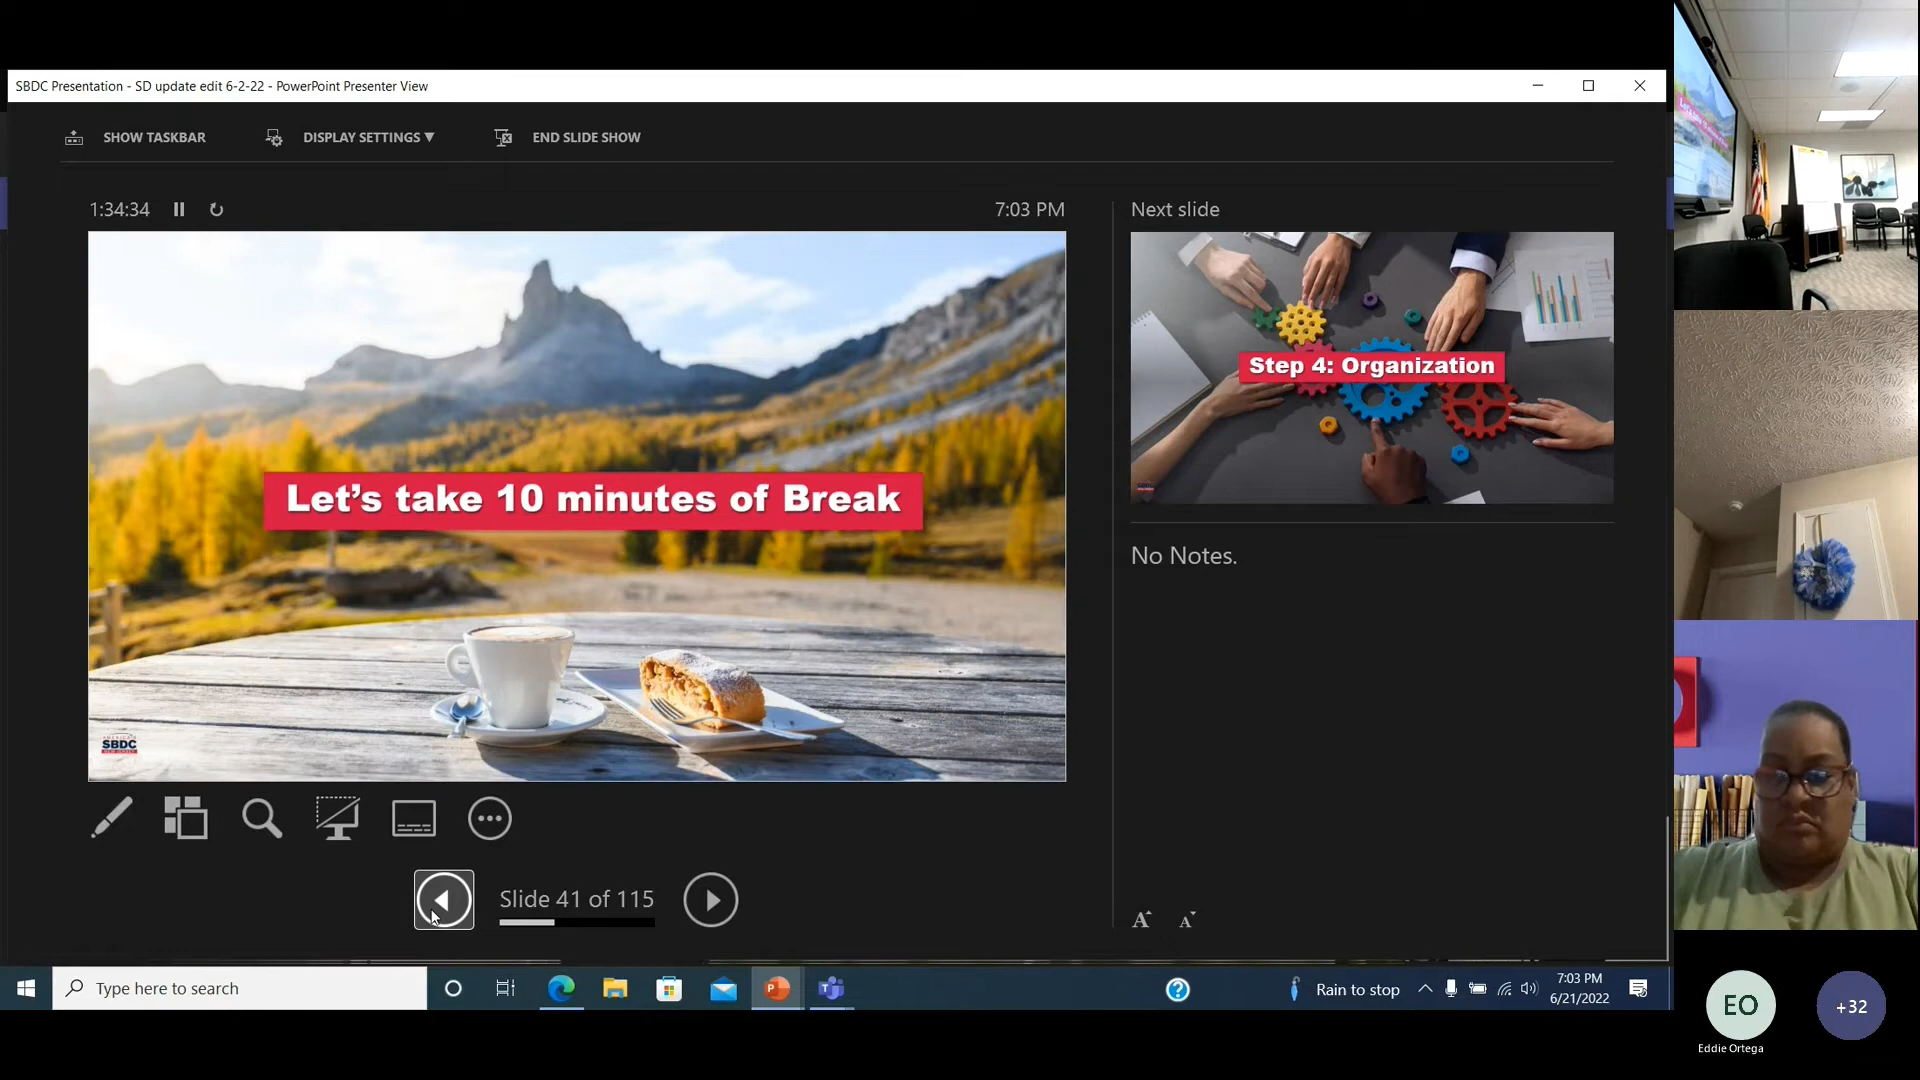 SBDC Presentation - SD update edit 6-2-22 - PowerPoint Presenter View
SHOW TASKBAR
DISPLAY SETTINGS ▼
END SLIDE SHOW
1:34:34
7:03 PM
Next slide
Let's take 10 minutes of Break
SBDC
Step 4: Organization
No Notes.
Slide 41 of 115
A
A
Type here to search
Rain to stop
7:03 PM
6/21/2022
EO
Eddie Ortega
+32